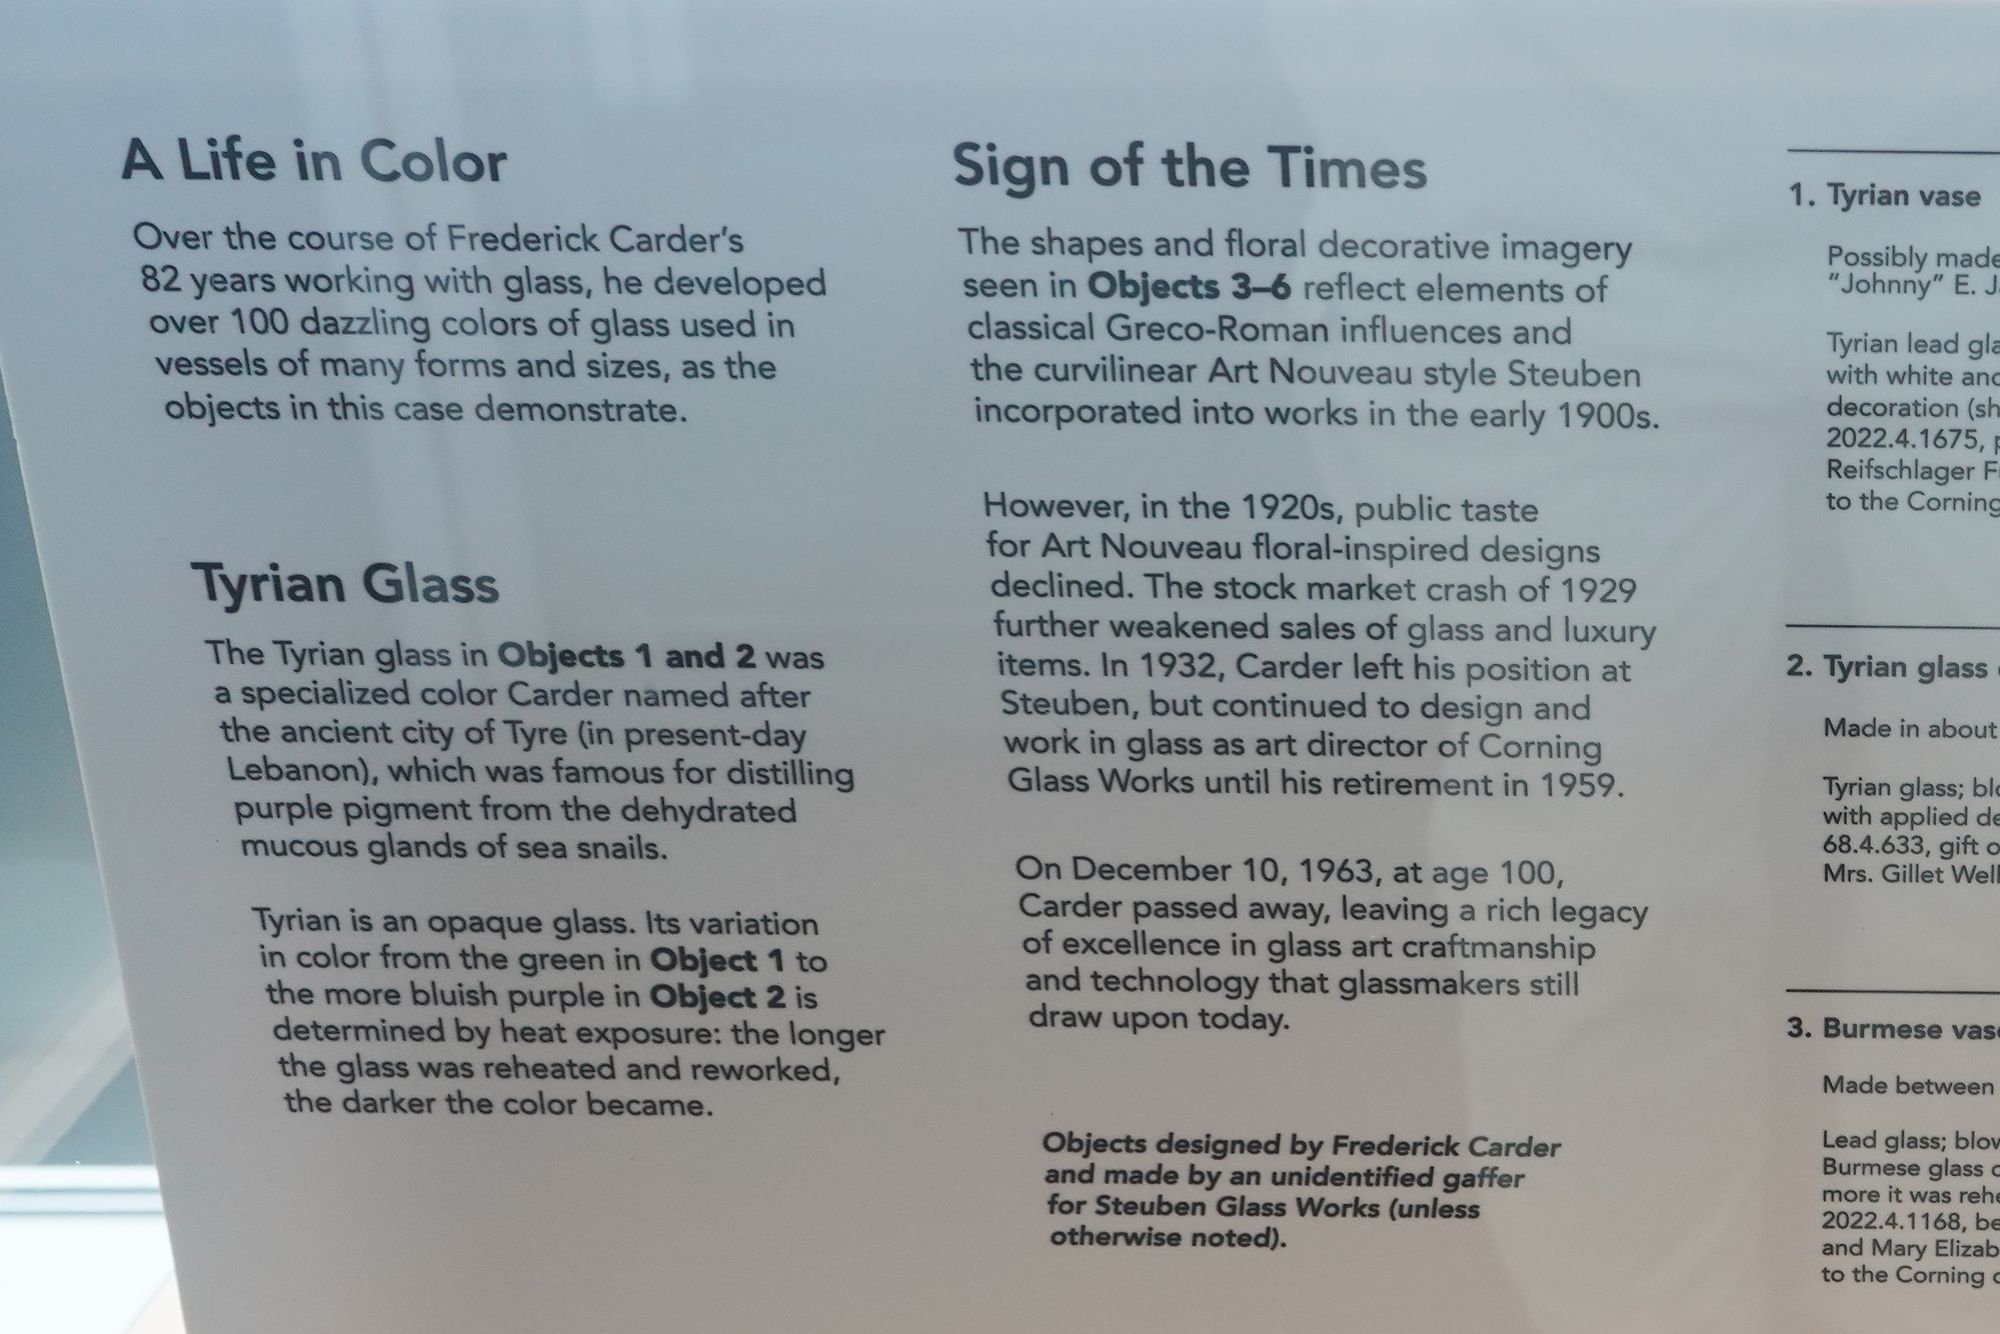 A Life in Color
Over the course of Frederick Carder's
82 years working with glass, he developed
over 100 dazzling colors of glass used in
vessels of many forms and sizes, as the
objects in this case demonstrate.
Tyrian Glass
The Tyrian glass in Objects 1 and 2 was
a specialized color Carder named after
the ancient city of Tyre (in present-day
Lebanon), which was famous for distilling
purple pigment from the dehydrated
mucous glands of sea snails.
Tyrian is an opaque glass. Its variation
in color from the green in Object 1 to
the more bluish purple in Object 2 is
determined by heat exposure: the longer
the glass was reheated and reworked,
the darker the color became.
Sign of the Times
The shapes and floral decorative imagery
seen in Objects 3–6 reflect elements of
classical Greco-Roman influences and
the curvilinear Art Nouveau style Steuben
incorporated into works in the early 1900s.
However, in the 1920s, public taste
for Art Nouveau floral-inspired designs
declined. The stock market crash of 1929
further weakened sales of glass and luxury
items. In 1932, Carder left his position at
Steuben, but continued to design and
work in glass as art director of Corning
Glass Works until his retirement in 1959.
On December 10, 1963, at age 100,
Carder passed away, leaving a rich legacy
of excellence in glass art craftmanship
and technology that glassmakers still
draw upon today.
Objects designed by Frederick Carder
and made by an unidentified gaffer
for Steuben Glass Works (unless
otherwise noted).
1. Tyrian vase
Possibly made
"Johnny" E.
Tyrian lead
with white
decoration
2022.4.1675,
Reifschlager
to the Corning
2. Tyrian glass
Made in about
Tyrian glass;
with applied
68.4.633, gift
Mrs. Gillet
3. Burmese
Made between
Lead glass;
Burmese glass
more it was
2022.4.1168,
and Mary
to the Corning